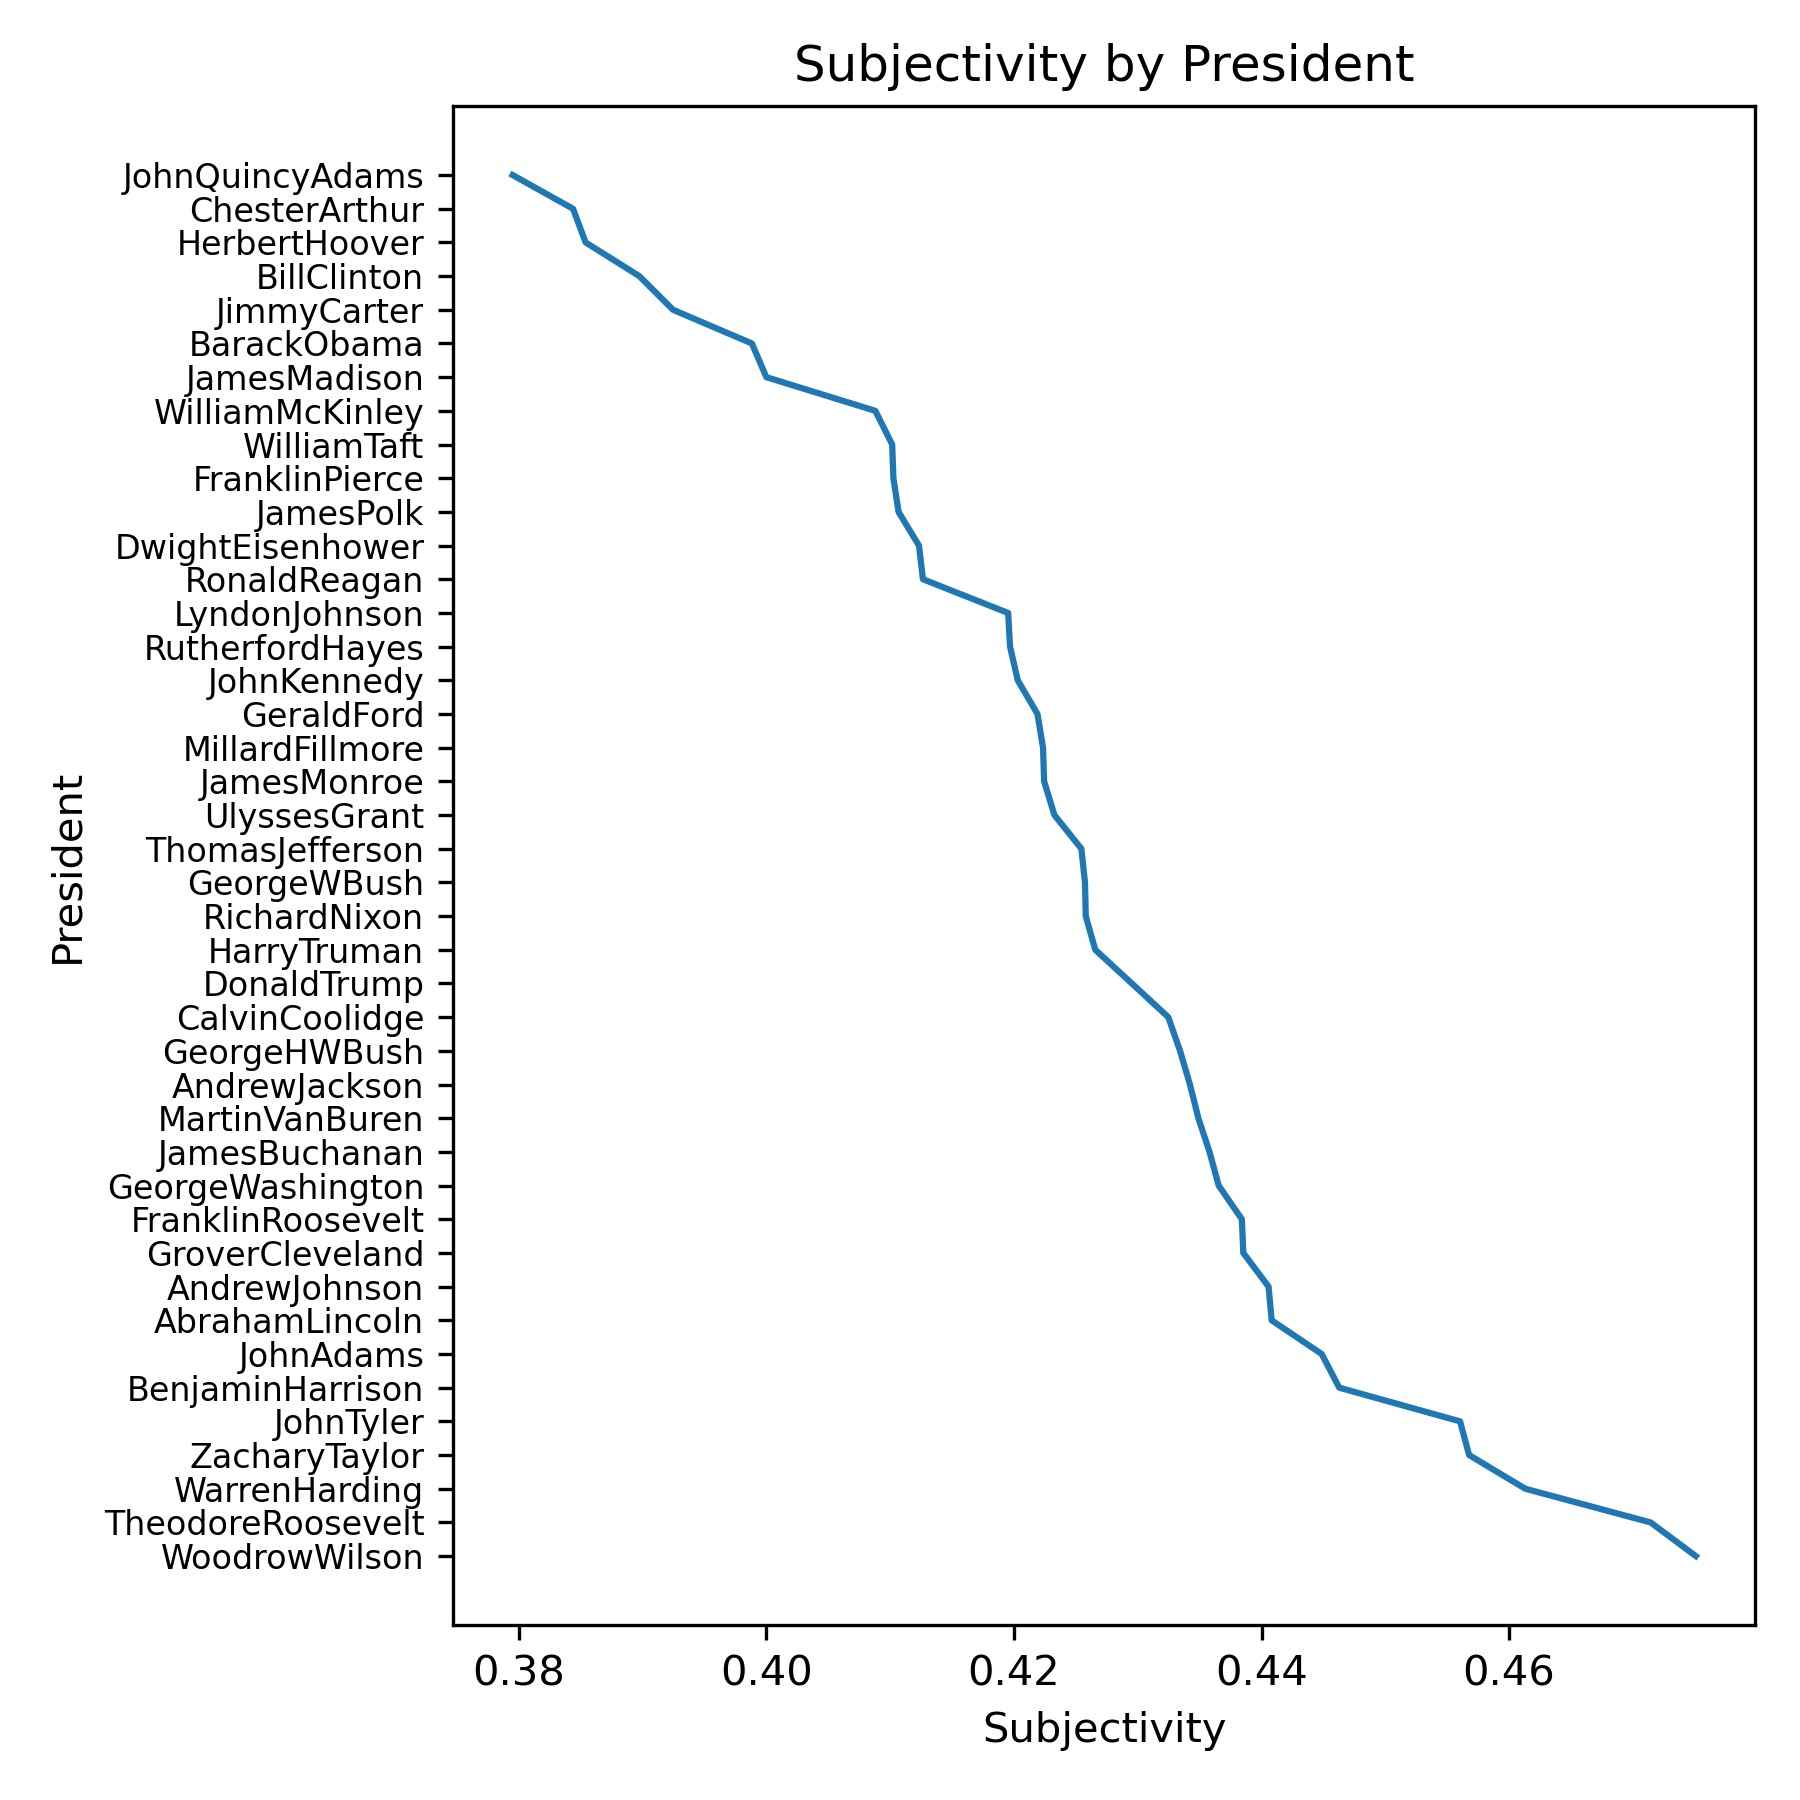 Subjectivity by President
JohnQuincyAdams
ChesterArthur
HerbertHoover
BillClinton
JimmyCarter
BarackObama
JamesMadison
WilliamMcKinley
WilliamTaft
FranklinPierce
JamesPolk
DwightEisenhower
RonaldReagan
LyndonJohnson
RutherfordHayes
JohnKennedy
GeraldFord
MillardFillmore
JamesMonroe
UlyssesGrant
ThomasJefferson
GeorgeWBush
RichardNixon
HarryTruman
DonaldTrump
CalvinCoolidge
GeorgeHWBush
AndrewJackson
MartinVanBuren
JamesBuchanan
GeorgeWashington
FranklinRoosevelt
GroverCleveland
AndrewJohnson
AbrahamLincoln
JohnAdams
BenjaminHarrison
JohnTyler
ZacharyTaylor
WarrenHarding
TheodoreRoosevelt
WoodrowWilson
President
0.38 0.40 0.42 0.44 0.46
Subjectivity